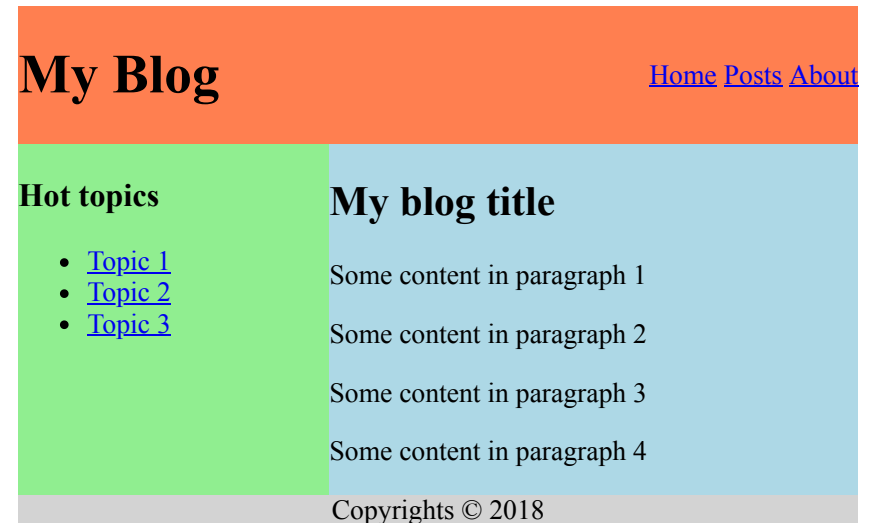 My Blog
Home Posts About
Hot topics
Topic 1
Topic 2
Topic 3
My blog title
Some content in paragraph 1
Some content in paragraph 2
Some content in paragraph 3
Some content in paragraph 4
Copyrights © 2018